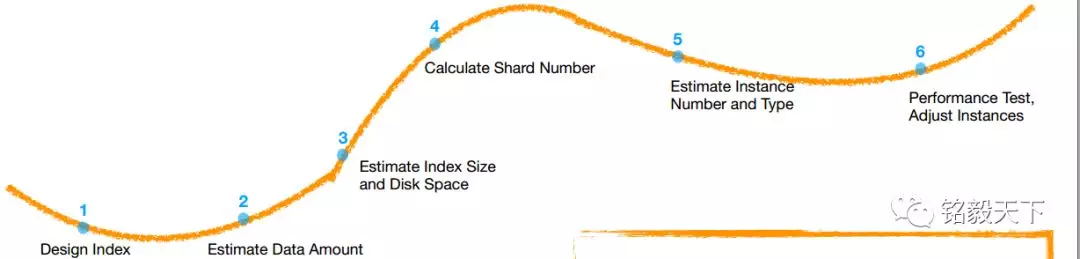 1
Design Index
2
Estimate Data Amount
3
Estimate Index Size
and Disk Space
4
Calculate Shard Number
5
Estimate Instance
Number and Type
6
Performance Test,
Adjust Instances
铭毅天下